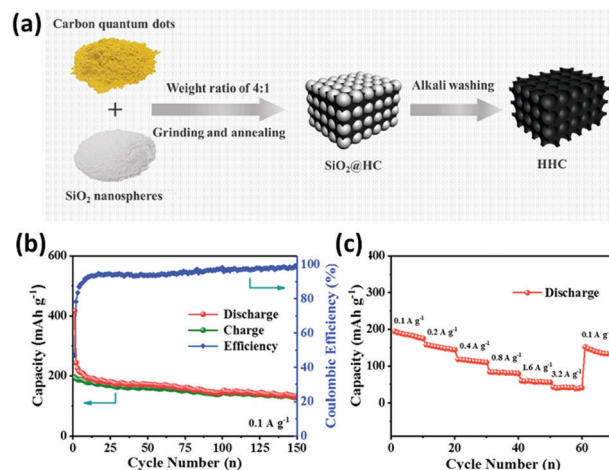 (a)
Carbon quantum dots
+
SiO2 nanospheres
Weight ratio of 4:1
Grinding and annealing
SiO2@HC
Alkali washing
HHC
(b)
Capacity (mAh g-1)
600
400
200
0
Discharge
Charge
Efficiency
0.1 A g-1
100
80
60
40
20
0
Coulombic Efficiency (%)
0 25 50 75 100 125 150
Cycle Number (n)
(c)
Capacity (mAh g-1)
400
300
200
100
0
Discharge
0.1 A g-1
0.2 A g-1
0.4 A g-1
0.8 A g-1
1.6 A g-1
3.2 A g-1
0.1 A g-1
0 20 40 60
Cycle Number (n)